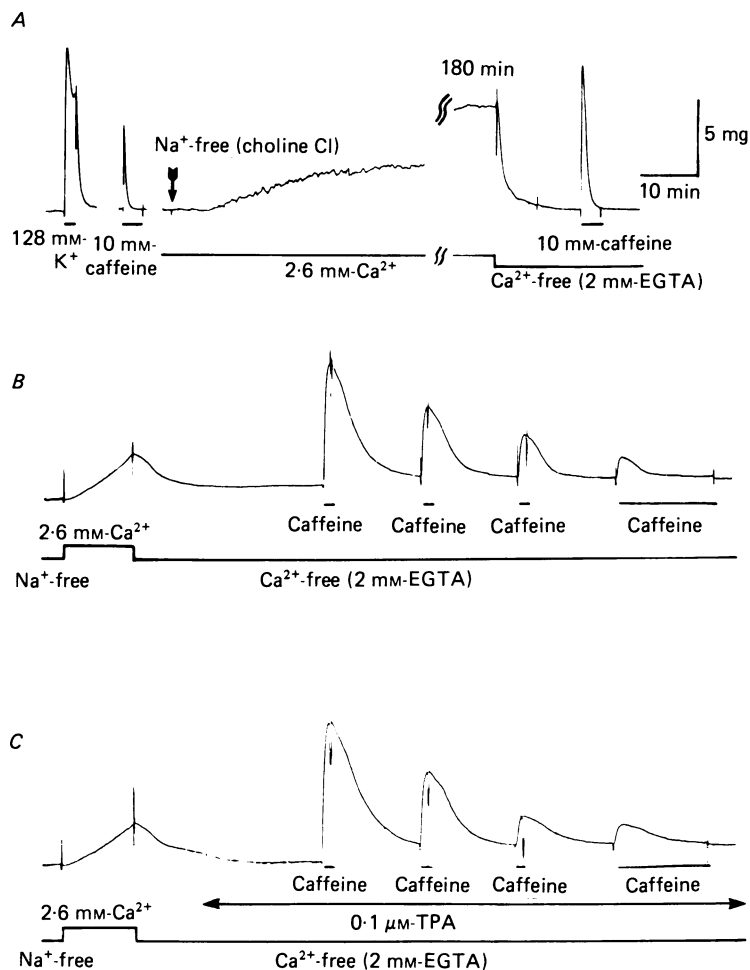 A
180 min
Na⁺-free (choline Cl)
5 mg
10 min
128 mM-
K⁺
10 mM-
caffeine
10 mM-caffeine
2·6 mM-Ca²⁺
Ca²⁺-free (2 mM-EGTA)
B
Caffeine Caffeine Caffeine Caffeine
2·6 mM-Ca²⁺
Na⁺-free Ca²⁺-free (2 mM-EGTA)
C
Caffeine Caffeine Caffeine Caffeine
2·6 mM-Ca²⁺
0·1 μM-TPA
Na⁺-free Ca²⁺-free (2 mM-EGTA)